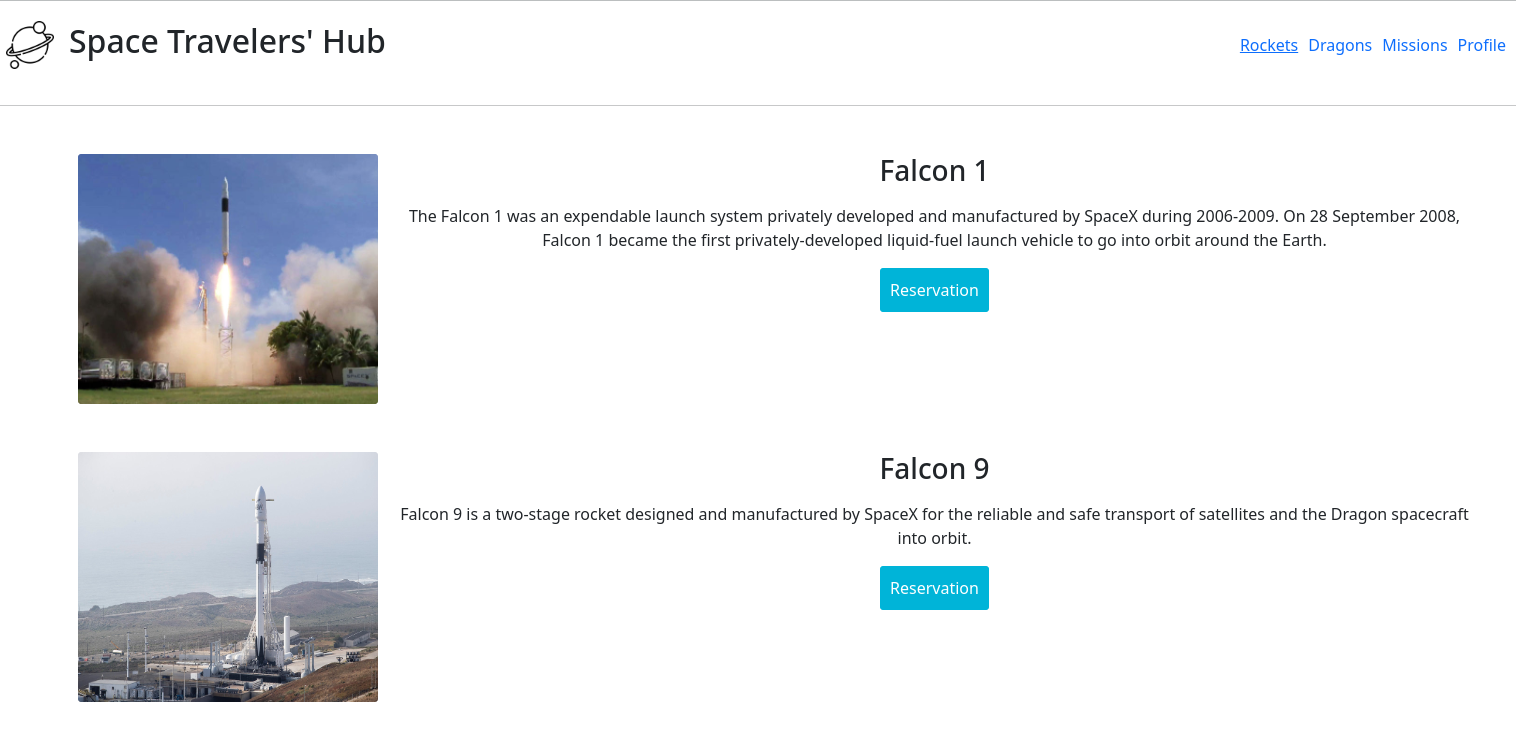 Space Travelers' Hub
Rockets Dragons Missions Profile
Falcon 1
The Falcon 1 was an expendable launch system privately developed and manufactured by SpaceX during 2006-2009. On 28 September 2008,
Falcon 1 became the first privately-developed liquid-fuel launch vehicle to go into orbit around the Earth.
Reservation
Falcon 9
Falcon 9 is a two-stage rocket designed and manufactured by SpaceX for the reliable and safe transport of satellites and the Dragon spacecraft
into orbit.
Reservation